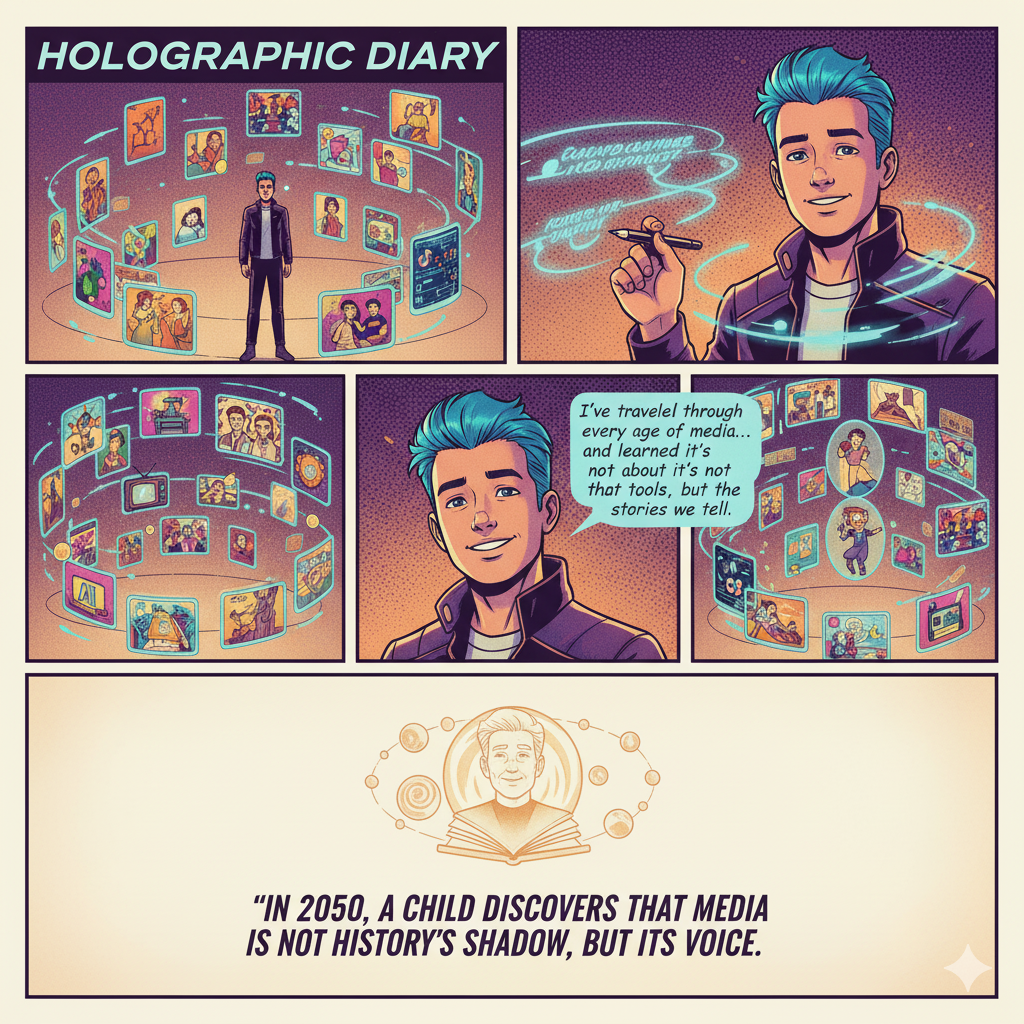 HOLOGRAPHIC DIARY
I've travelel through
every age of media...
and learned it's
not about it's not
that tools, but the
stories we tell.
AI
"IN 2050, A CHILD DISCOVERS THAT MEDIA
IS NOT HISTORY'S SHADOW, BUT ITS VOICE.